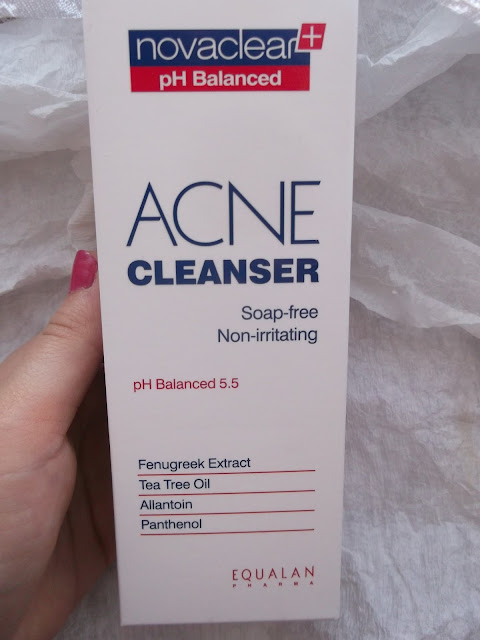 novaclear+
pH Balanced
ACNE
CLEANSER
Soap-free
Non-irritating
pH Balanced 5.5
Fenugreek Extract
Tea Tree Oil
Allantoin
Panthenol
EQUALAN
PHARMA